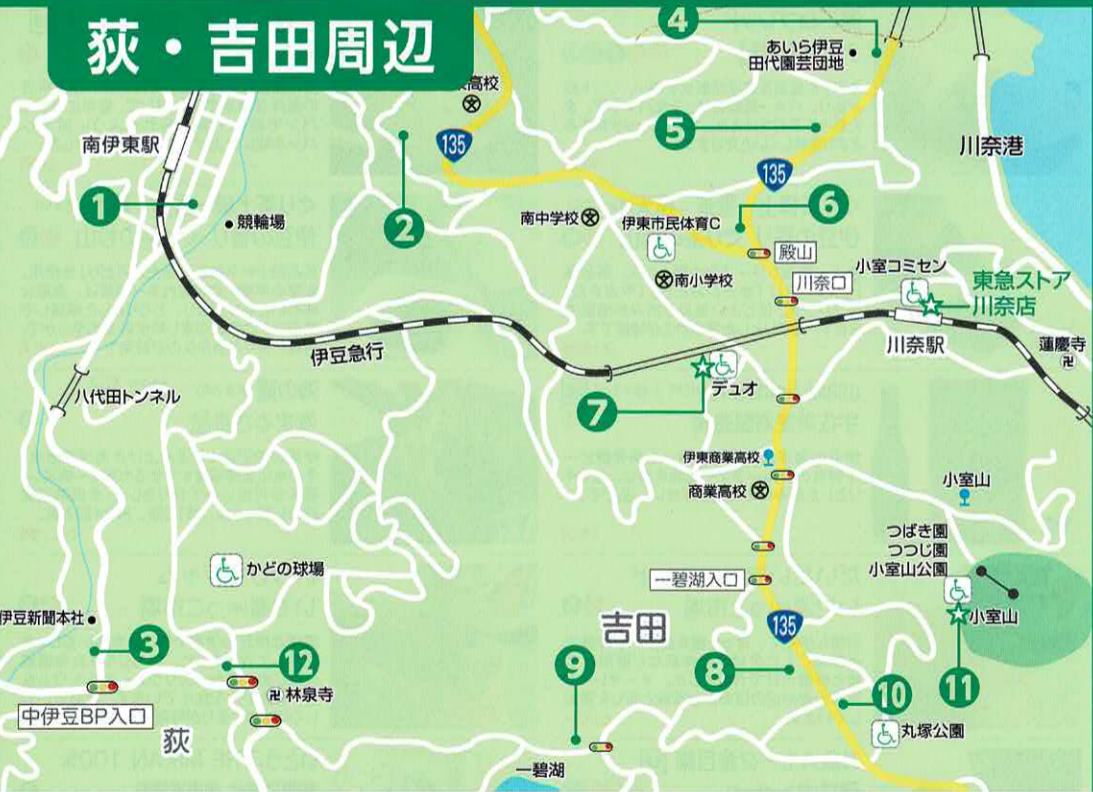 荻・吉田周辺
4
あいら伊豆
田代園芸団地
高校
135
5
川奈港
南伊東駅
135
1
競輪場
2
南中学校
伊東市民体育C
6
殿山
南小学校
川奈口
小室コミセン
東急ストア
川奈店
伊豆急行
川奈駅
蓮慶寺
八代田トンネル
デュオ
7
伊東商業高校
商業高校
小室山
つばき園
つつじ園
小室山公園
かどの球場
一碧湖入口
小室山
伊豆新聞本社
吉田
135
3
12
9
8
10
11
林泉寺
中伊豆BP入口
荻
丸塚公園
一碧湖